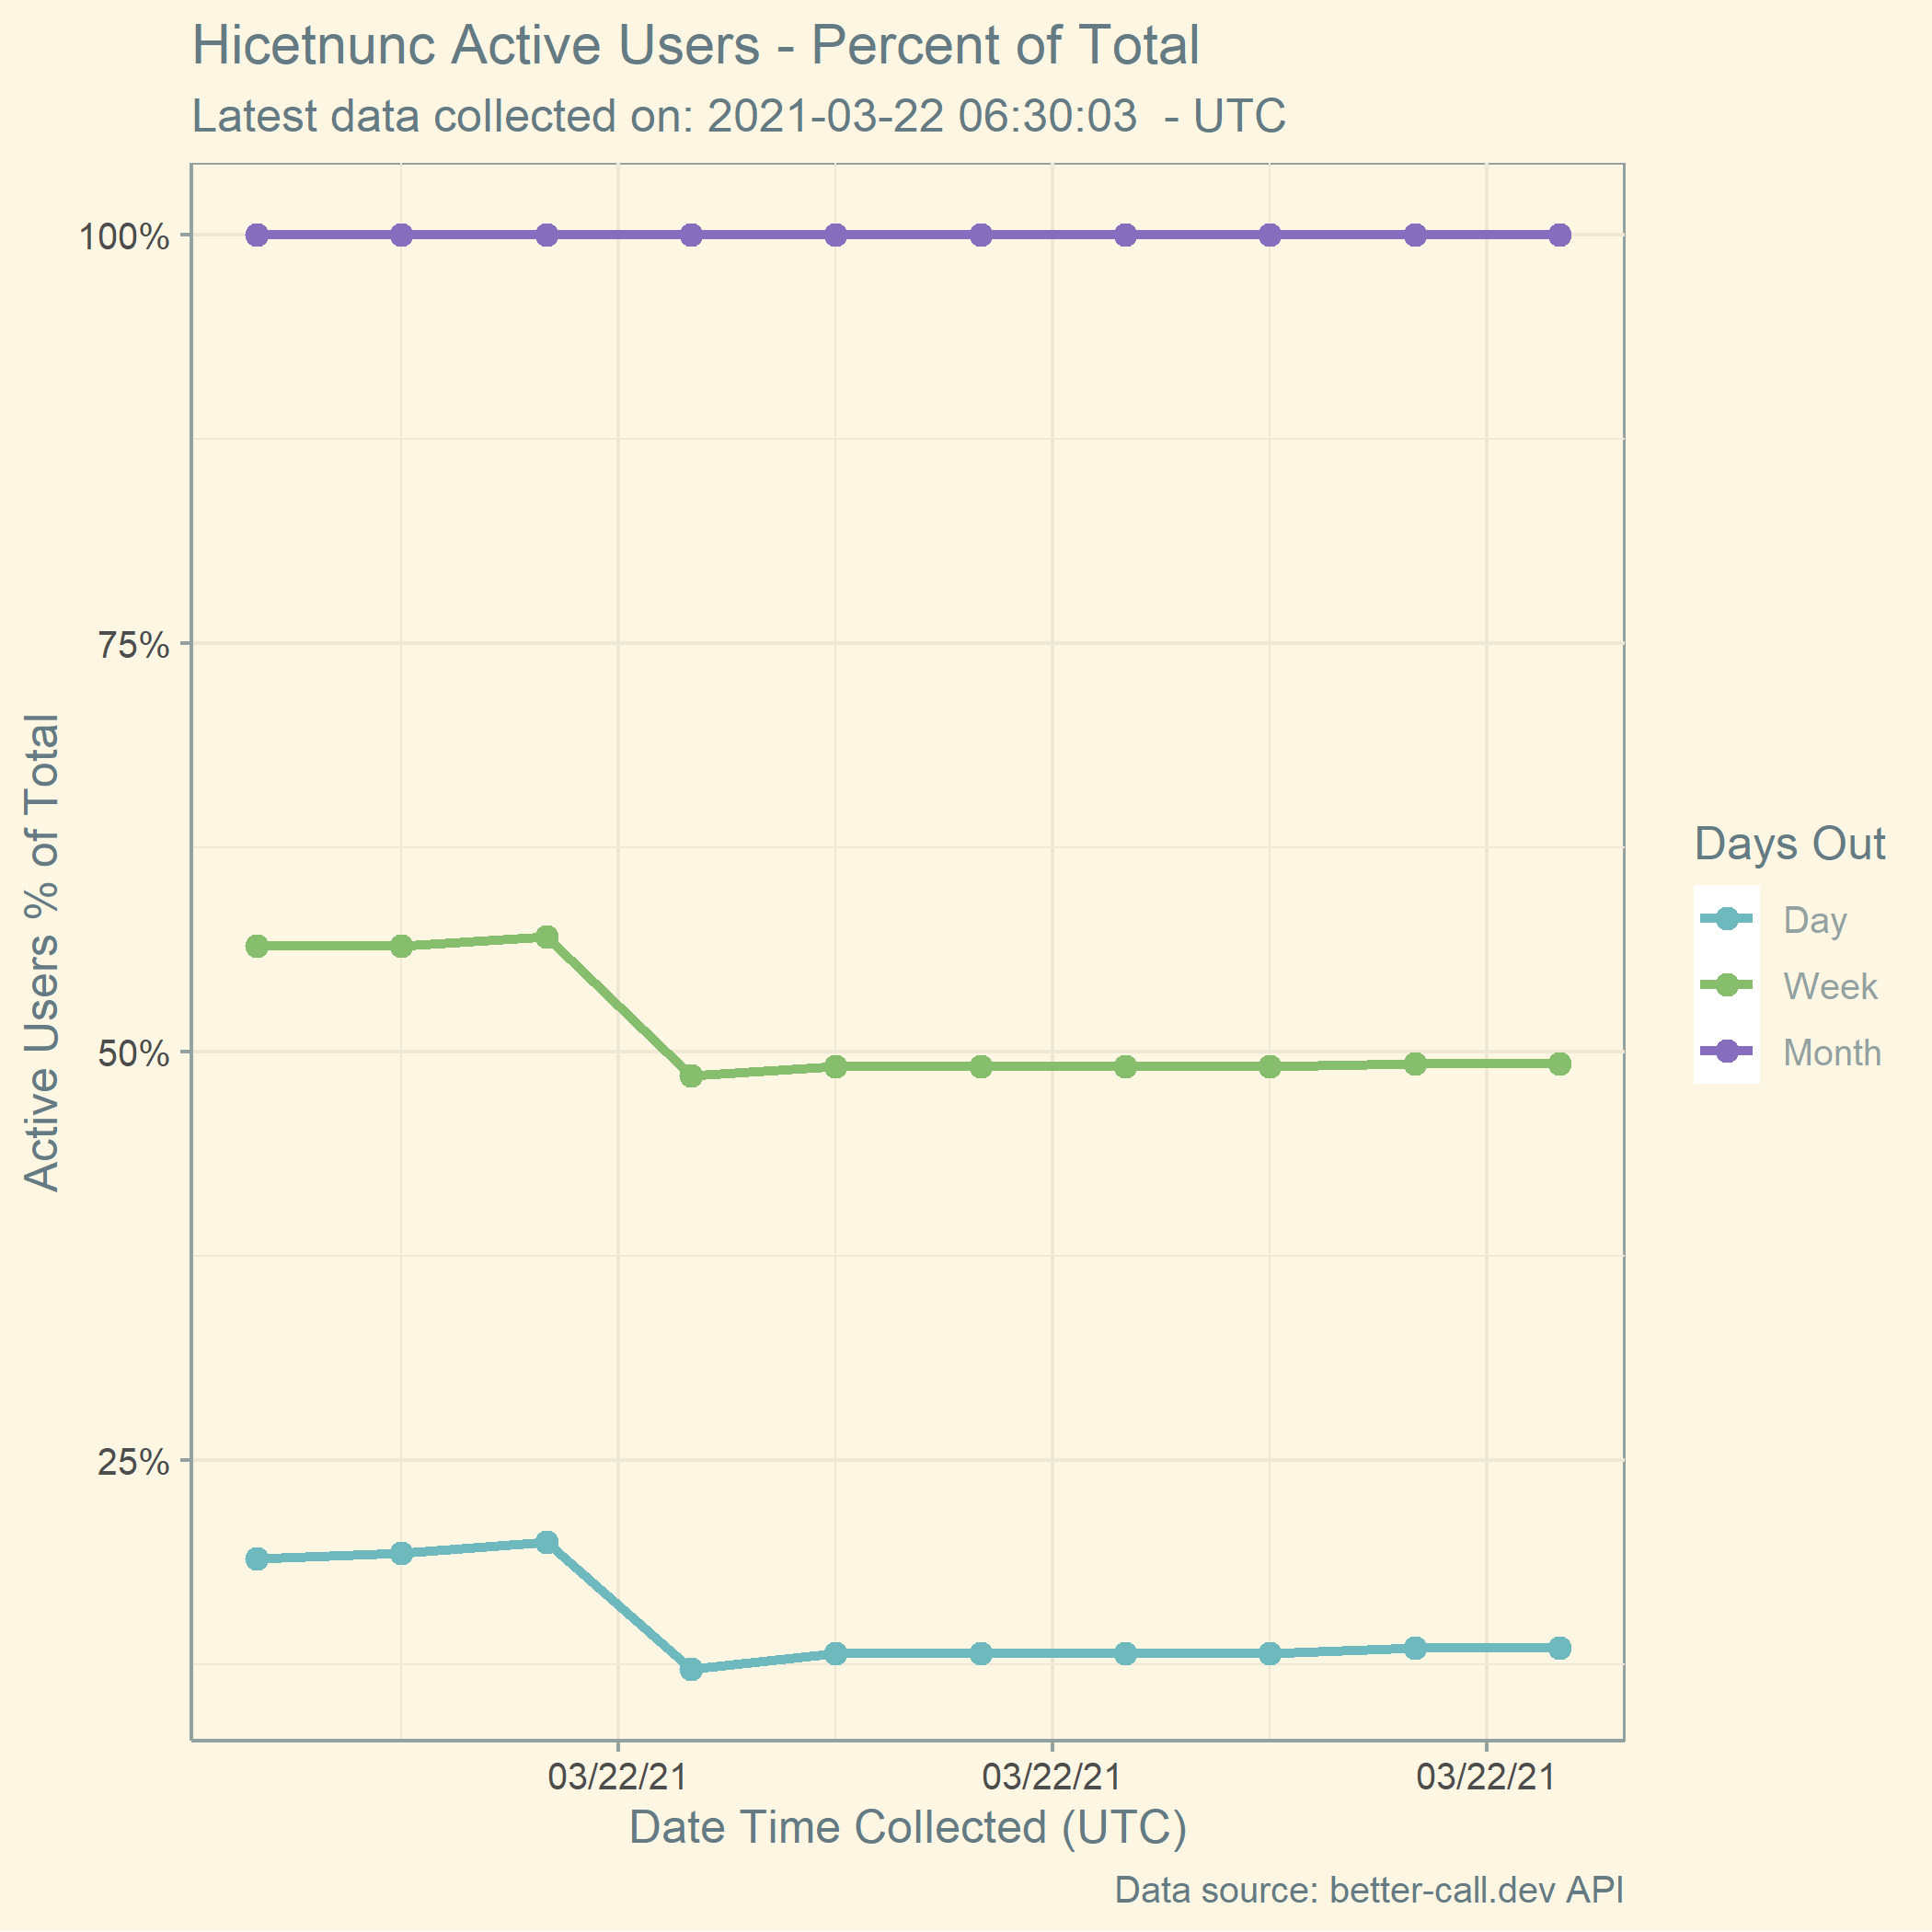 Hicetnunc Active Users - Percent of Total
Latest data collected on: 2021-03-22 06:30:03  - UTC
Active Users % of Total
100%
75%
50%
25%
03/22/21
03/22/21
03/22/21
Date Time Collected (UTC)
Days Out
Day
Week
Month
Data source: better-call.dev API